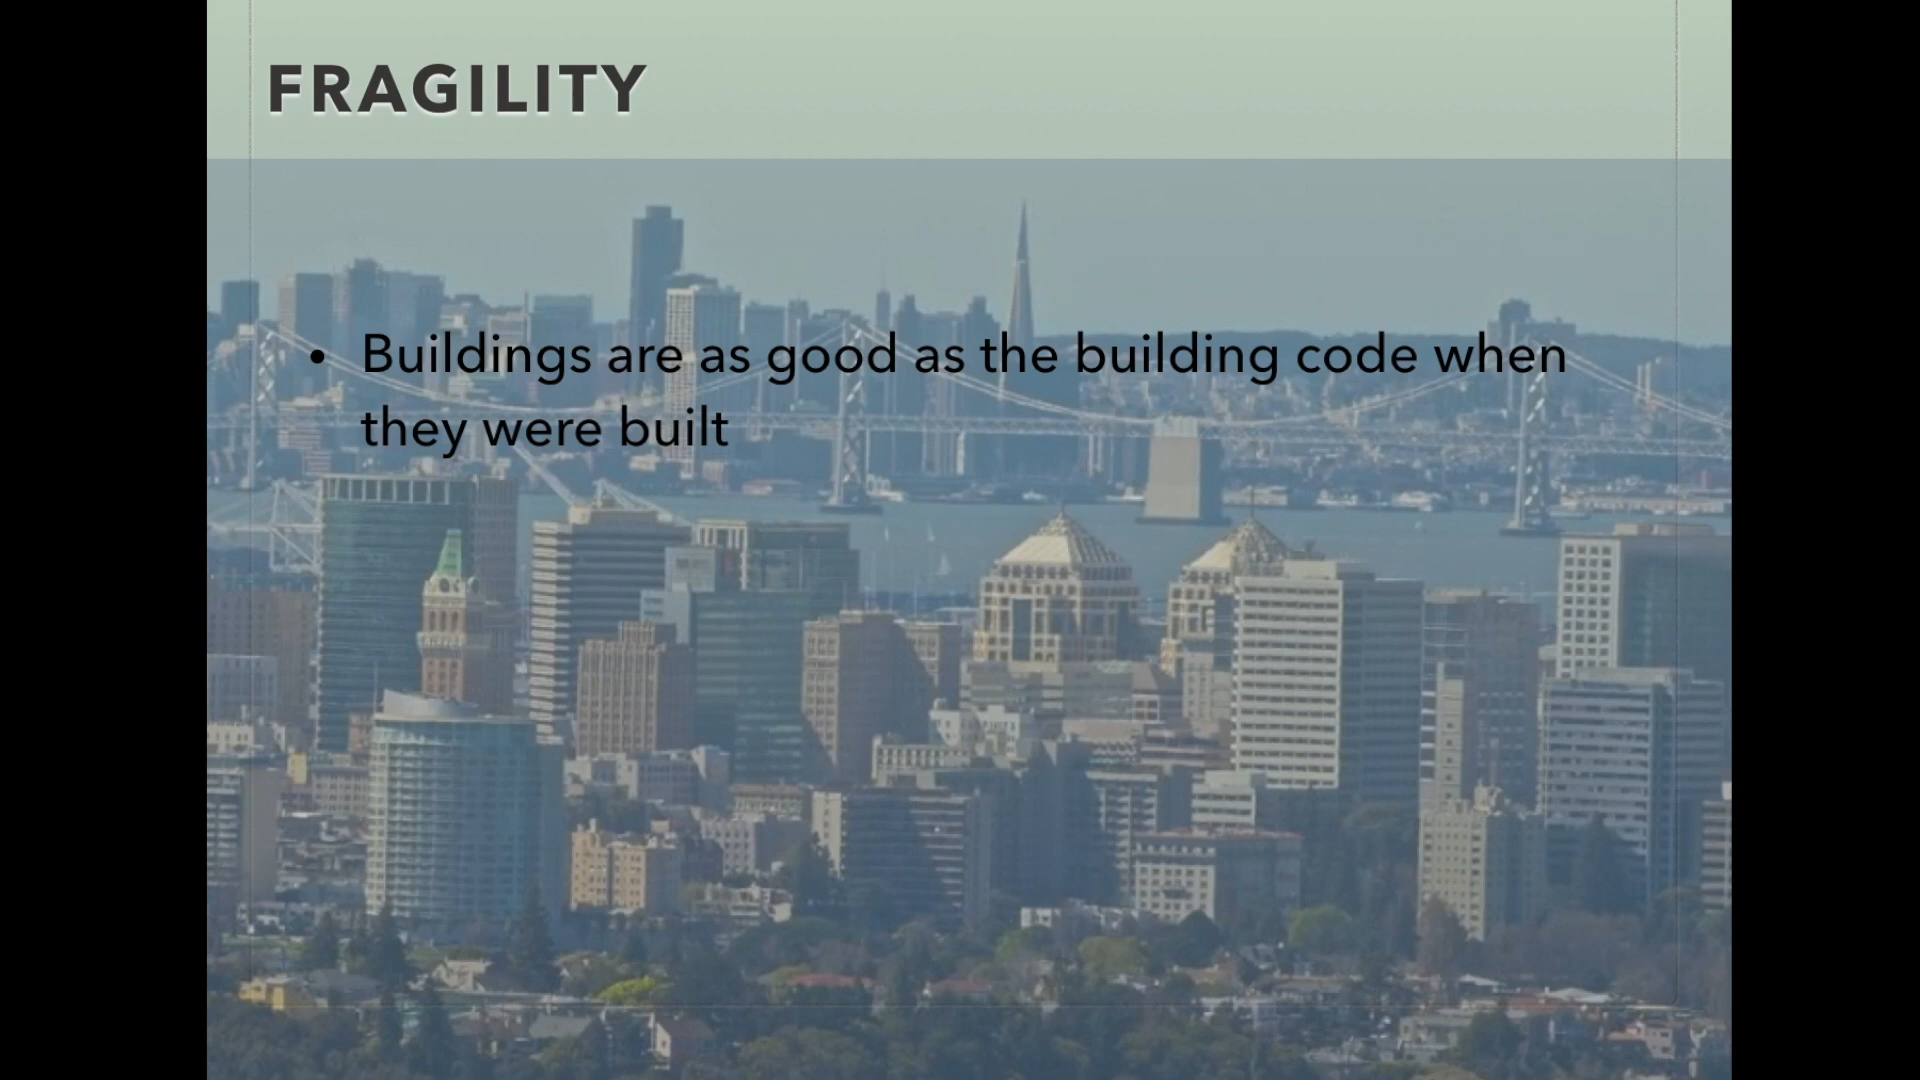 FRAGILITY
• Buildings are as good as the building code when
they were built